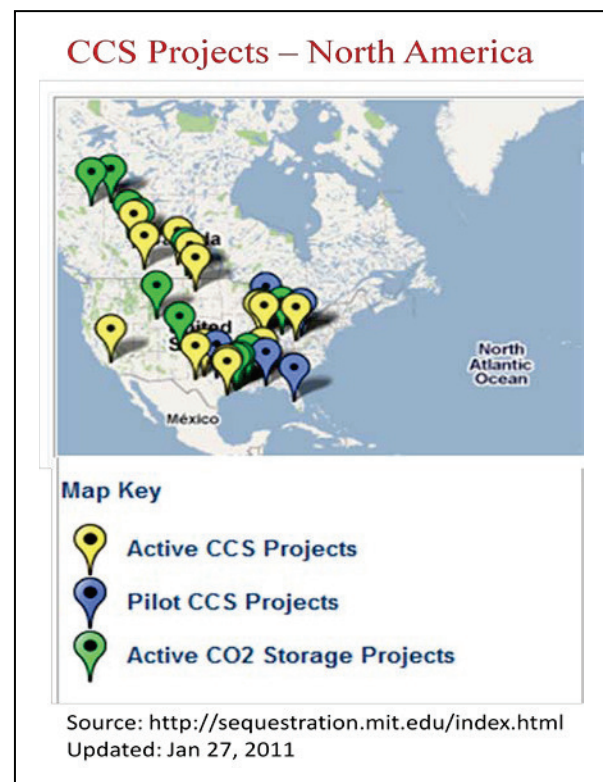 CCS Projects – North America
United
North
Atlantic
Ocean
México
Map Key
Active CCS Projects
Pilot CCS Projects
Active CO2 Storage Projects
Source: http://sequestration.mit.edu/index.html
Updated: Jan 27, 2011